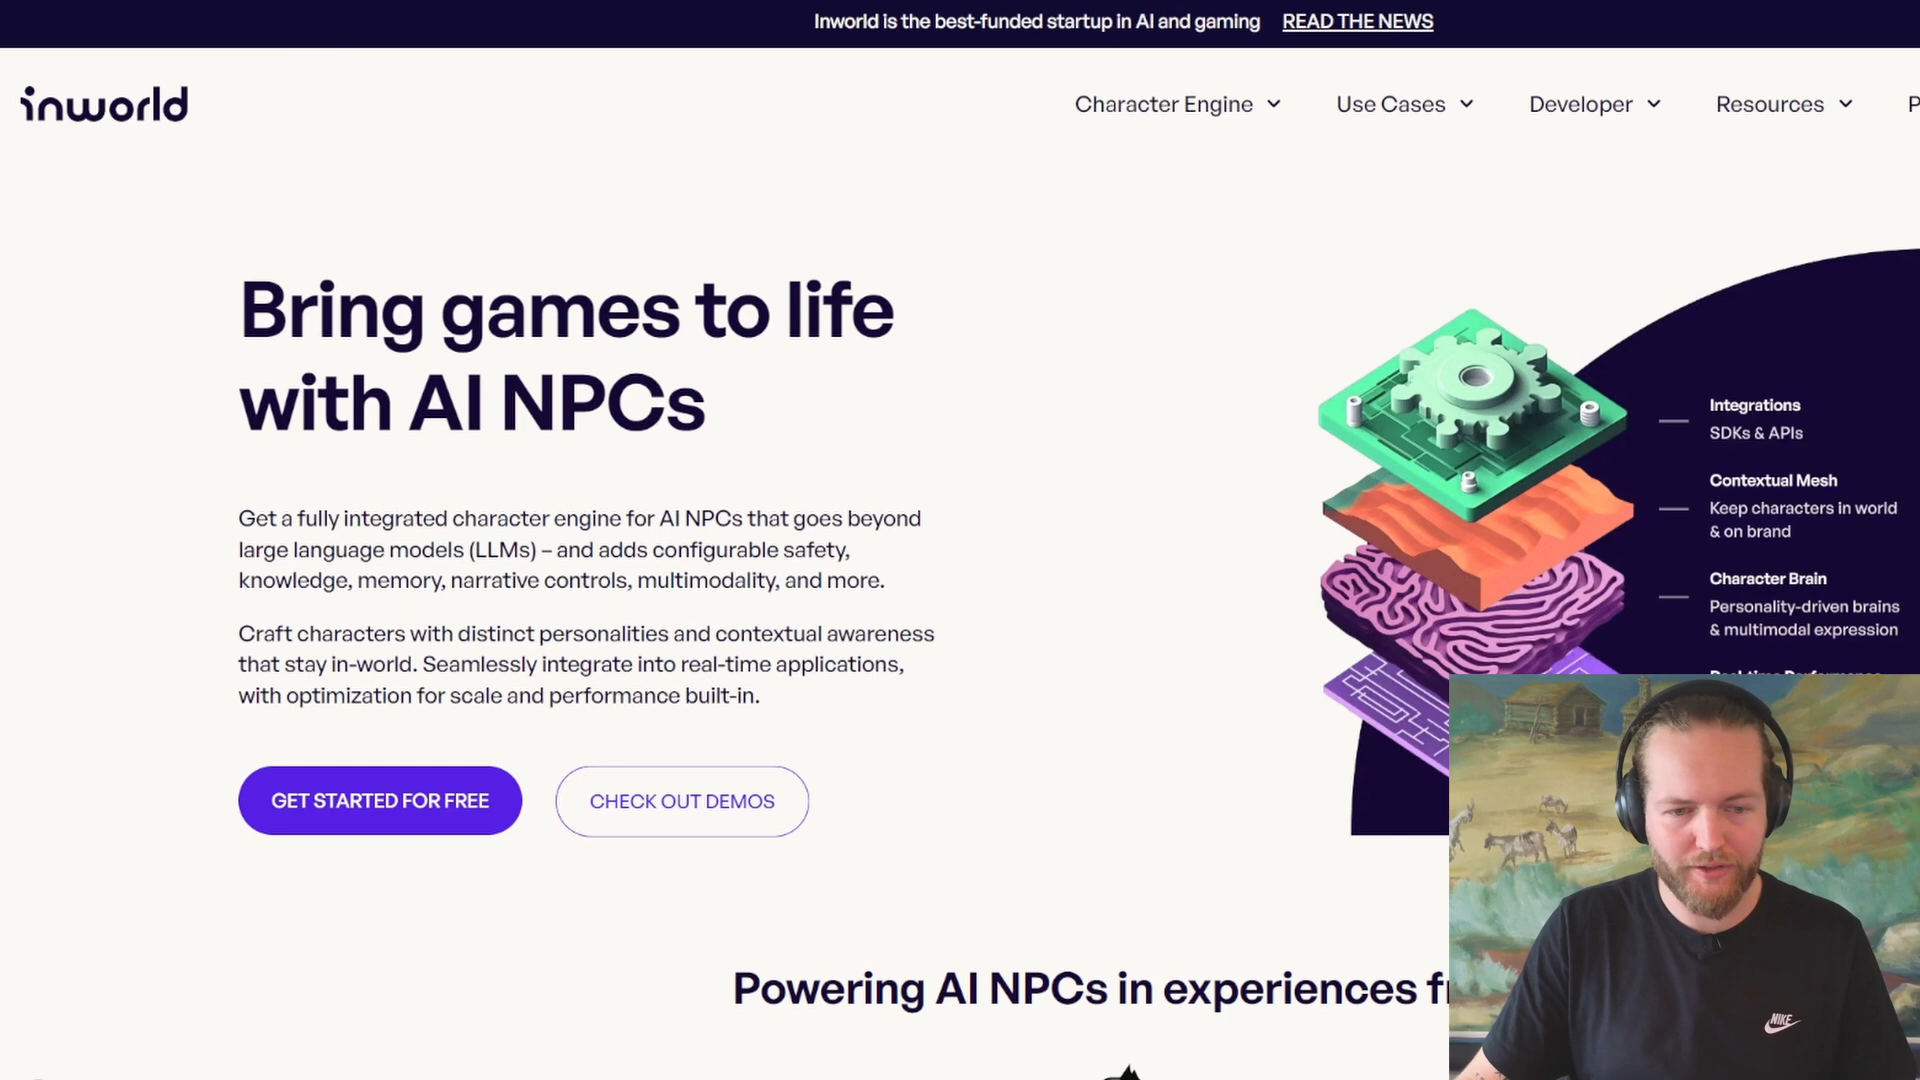 Inworld is the best-funded startup in AI and gaming READ THE NEWS
inworld
Character Engine
Use Cases
Developer
Resources
P
Bring games to life
with AI NPCs
Get a fully integrated character engine for AI NPCs that goes beyond
large language models (LLMs) – and adds configurable safety,
knowledge, memory, narrative controls, multimodality, and more.
Craft characters with distinct personalities and contextual awareness
that stay in-world. Seamlessly integrate into real-time applications,
with optimization for scale and performance built-in.
GET STARTED FOR FREE
CHECK OUT DEMOS
Integrations
SDKs & APIs
Contextual Mesh
Keep characters in world
& on brand
Character Brain
Personality-driven brains
& multimodal expression
Powering AI NPCs in experiences
NIKE